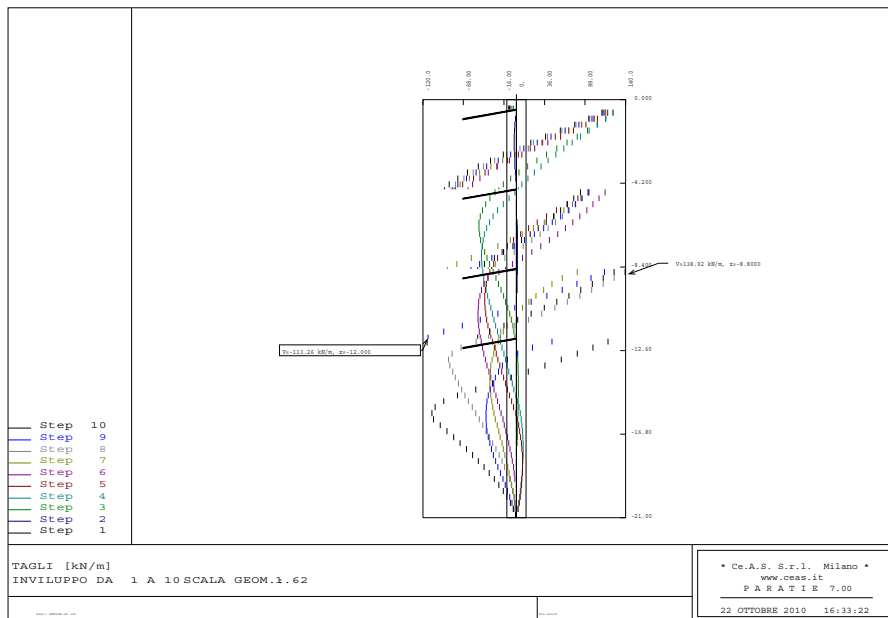 -120.0
-68.00
-16.00
0.
36.00
88.00
140.0
0.000
-4.200
-8.400
V=138.92 kN/m, z=-8.8000
V=-113.26 kN/m, z=-12.000
-12.60
-16.80
-21.00
Step 10
Step 9
Step 8
Step 7
Step 6
Step 5
Step 4
Step 3
Step 2
Step 1
TAGLI [kN/m]
INVILUPPO DA 1 A 10 SCALA GEOM.1.62
* Ce.A.S. S.r.l. Milano *
www.ceas.it
P A R A T I E 7.00
22 OTTOBRE 2010 16:33:22